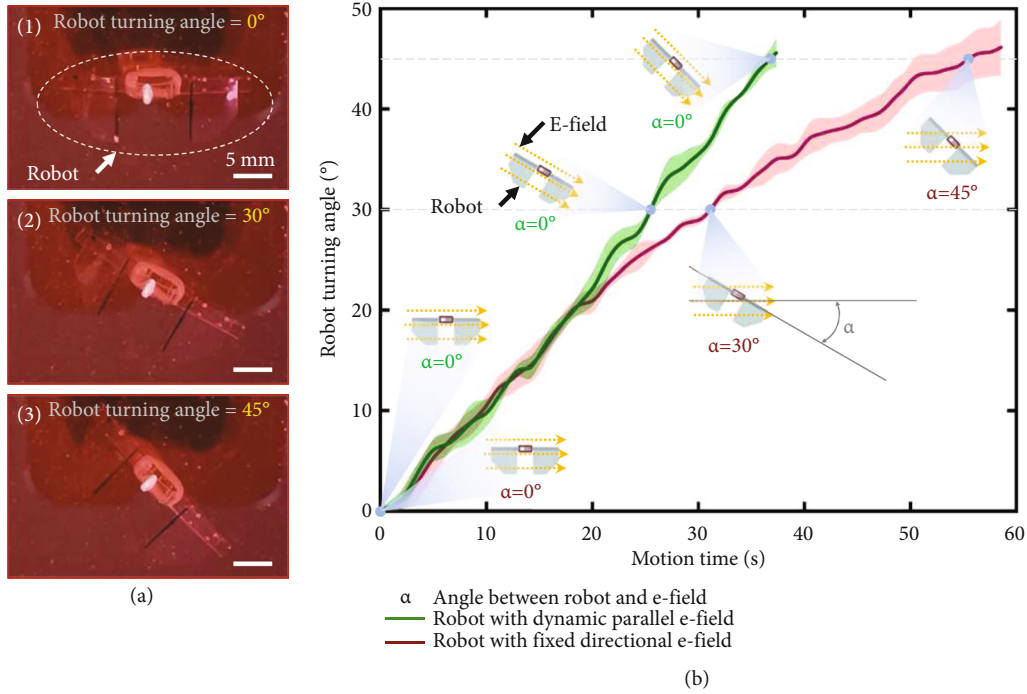 (1) Robot turning angle = 0°
Robot
5 mm
(2) Robot turning angle = 30°
(3) Robot turning angle = 45°
(a)
Robot turning angle (°)
50
40
30
20
10
0
0
10
20
30
40
50
60
Motion time (s)
α=0°
E-field
Robot
α=0°
α=0°
α=0°
α=30°
α
α=45°
α Angle between robot and e-field
Robot with dynamic parallel e-field
Robot with fixed directional e-field
(b)